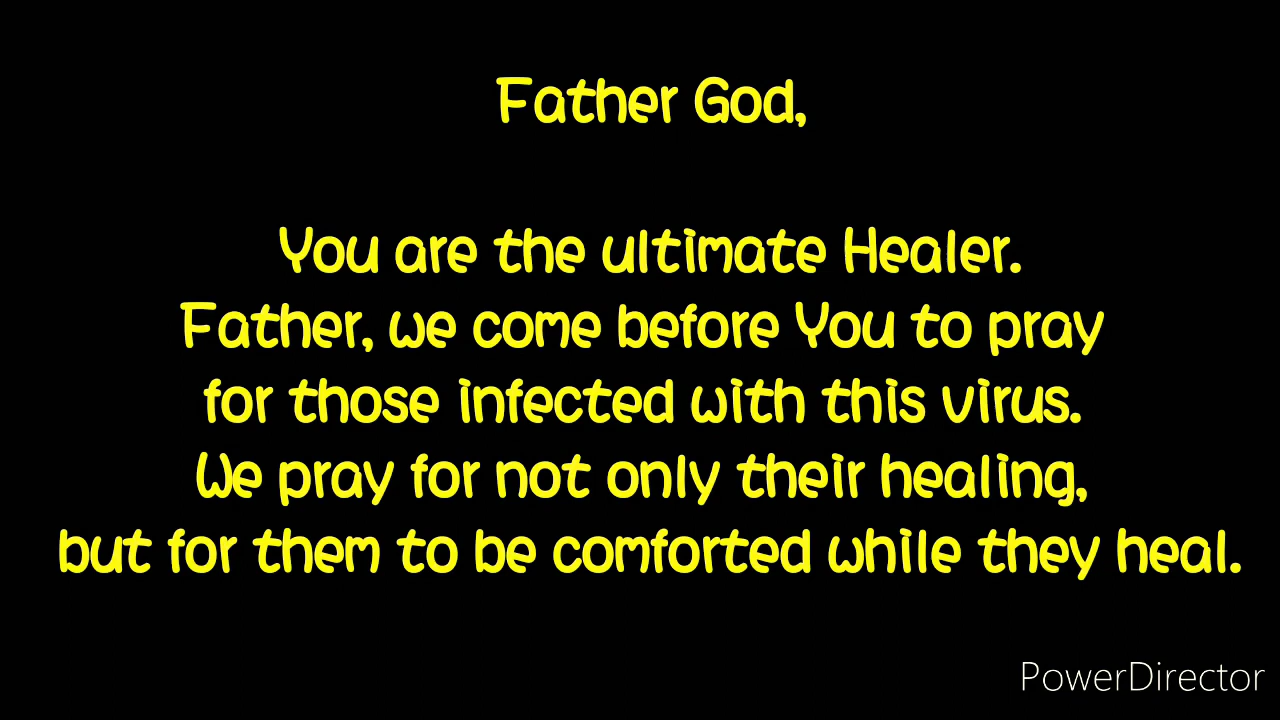 Father God,
You are the ultimate Healer.
Father, we come before You to pray
for those infected with this virus.
We pray for not only their healing,
but for them to be comforted while they heal.
PowerDirector